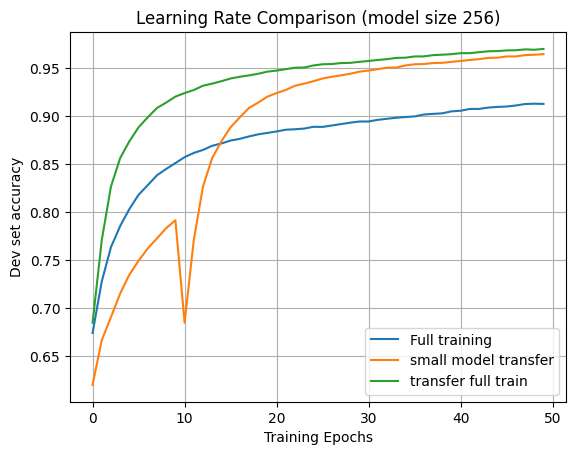 Learning Rate Comparison (model size 256)
Dev set accuracy
0.95
0.90
0.85
0.80
0.75
0.70
0.65
Full training
small model transfer
transfer full train
0 10 20 30 40 50
Training Epochs